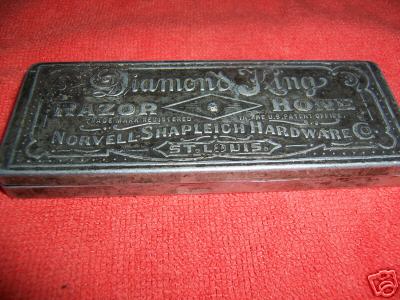 Diamond King
RAZOR HONE
TRADE MARK REGISTERED IN THE U.S. PATENT OFFICE.
NORVELL-SHAPLEIGH HARDWARE CO.
ST. LOUIS.